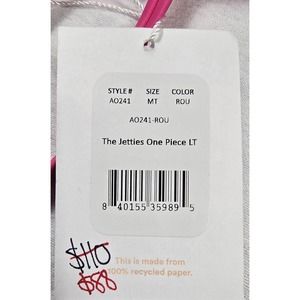 STYLE # SIZE COLOR
AO241 MT ROU
AO241-ROU
The Jetties One Piece LT
8 40155 35989 5
$110
$88
This is made from
100% recycled paper.